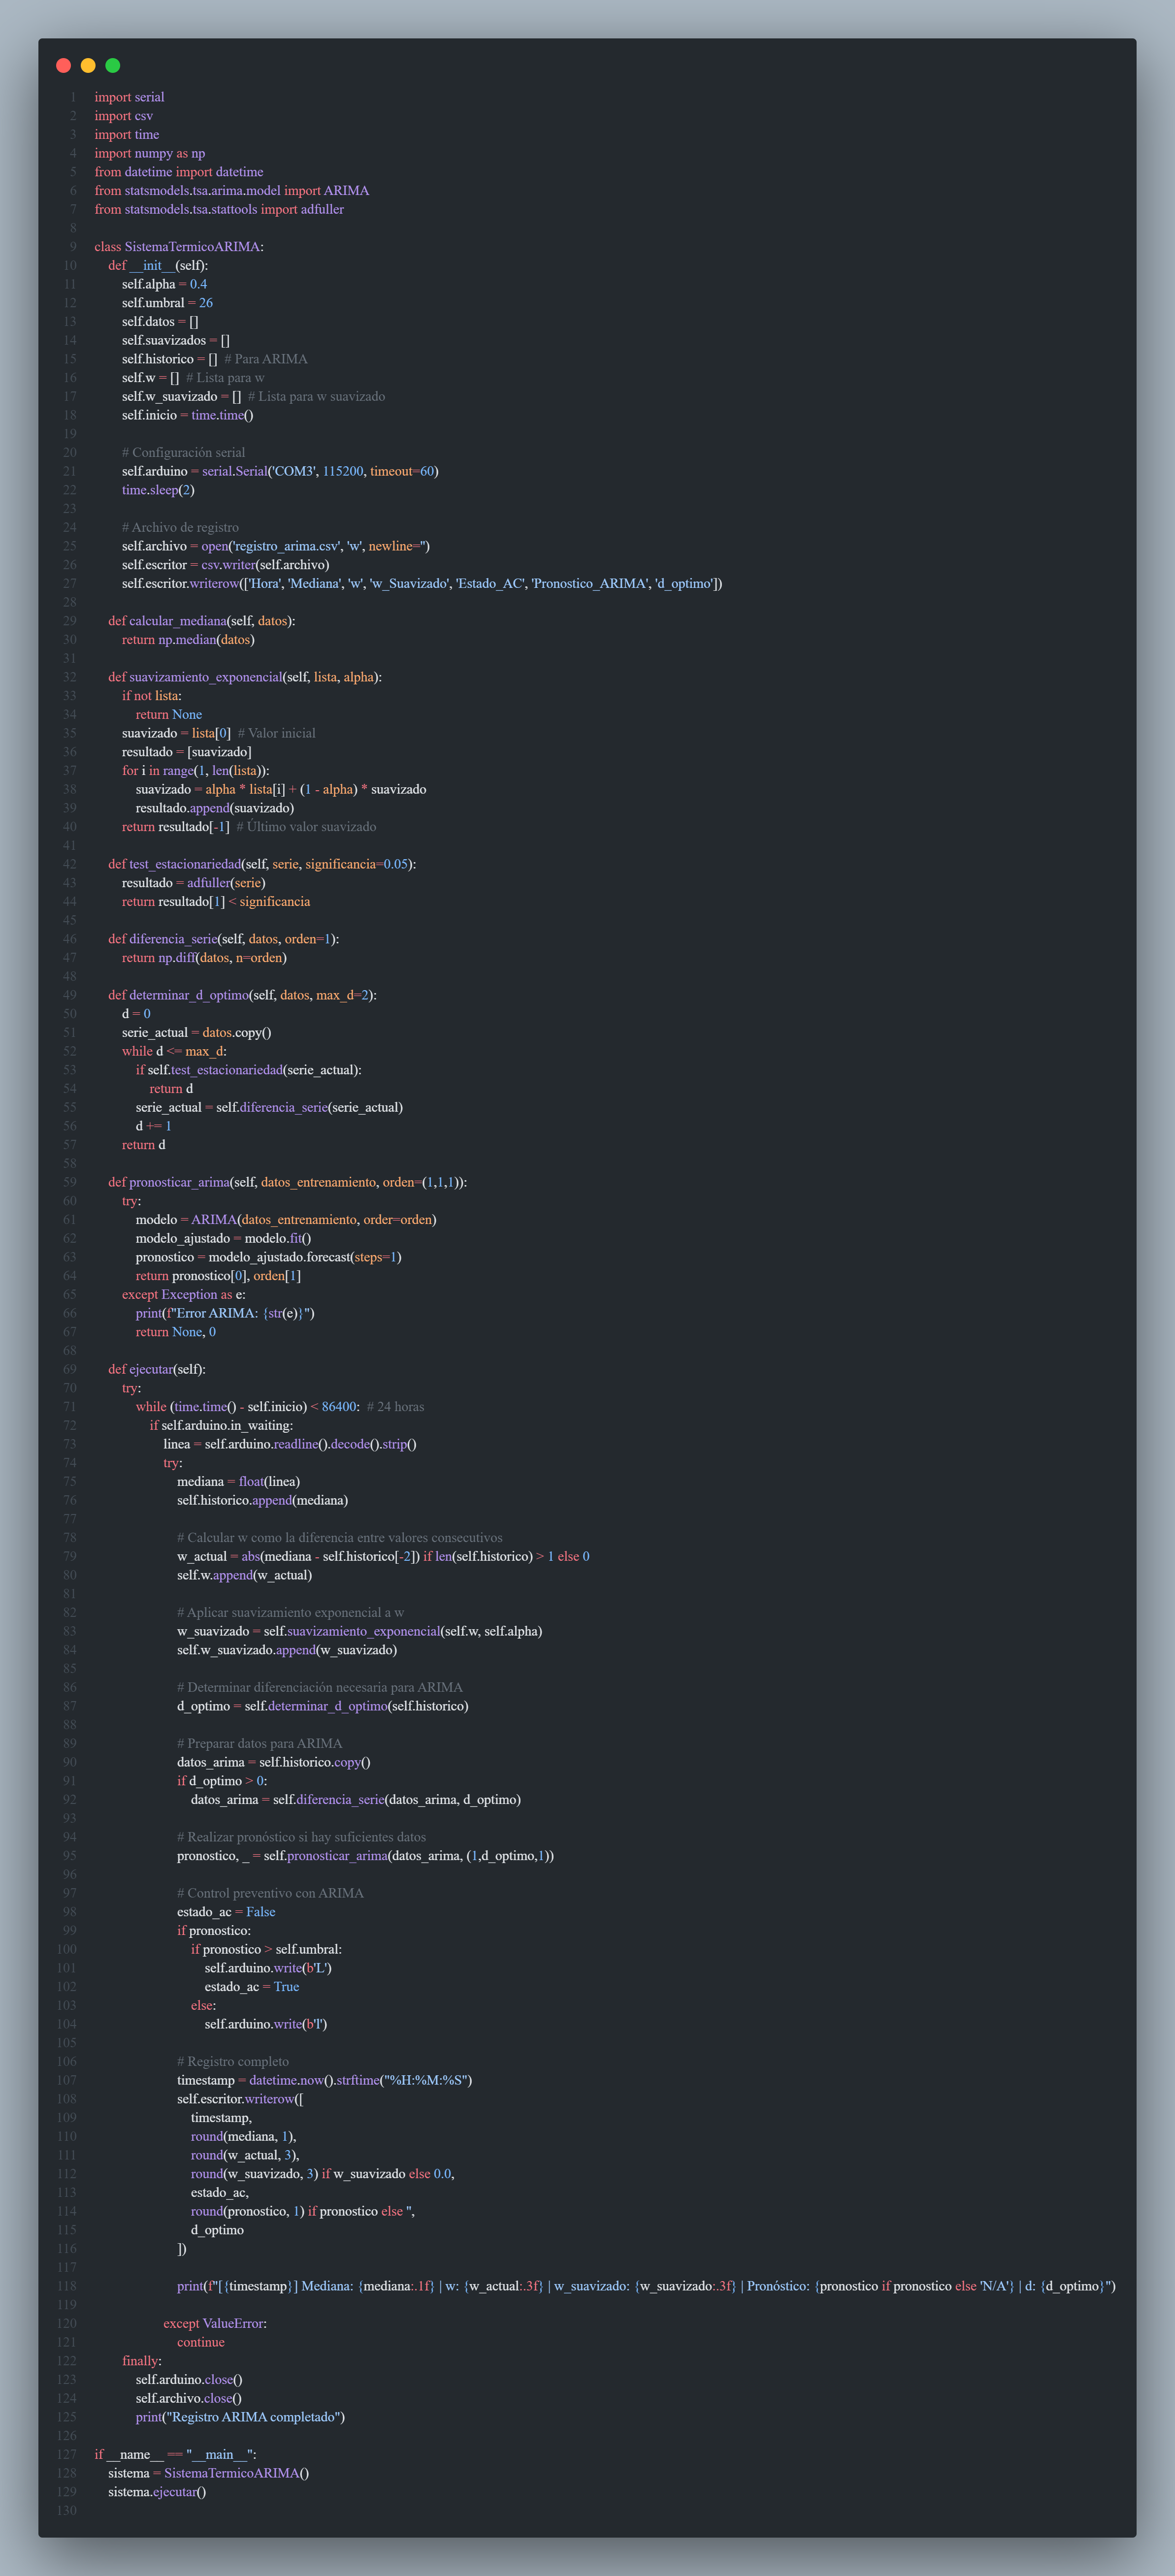 1 import serial
2 import csv
3 import time
4 import numpy as np
5 from datetime import datetime
6 from statsmodels.tsa.arima.model import ARIMA
7 from statsmodels.tsa.stattools import adfuller
8
9 class SistemaTermicoARIMA:
10     def __init__(self):
11         self.alpha = 0.4
12         self.umbral = 26
13         self.datos = []
14         self.suavizados = []
15         self.historico = []  # Para ARIMA
16         self.w = []  # Lista para w
17         self.w_suavizado = []  # Lista para w suavizado
18         self.inicio = time.time()
19
20         # Configuración serial
21         self.arduino = serial.Serial('COM3', 115200, timeout=60)
22         time.sleep(2)
23
24         # Archivo de registro
25         self.archivo = open('registro_arima.csv', 'w', newline='')
26         self.escritor = csv.writer(self.archivo)
27         self.escritor.writerow(['Hora', 'Mediana', 'w', 'w_Suavizado', 'Estado_AC', 'Pronostico_ARIMA', 'd_optimo'])
28
29     def calcular_mediana(self, datos):
30         return np.median(datos)
31
32     def suavizamiento_exponencial(self, lista, alpha):
33         if not lista:
34             return None
35         suavizado = lista[0]  # Valor inicial
36         resultado = [suavizado]
37         for i in range(1, len(lista)):
38             suavizado = alpha * lista[i] + (1 - alpha) * suavizado
39             resultado.append(suavizado)
40         return resultado[-1]  # Último valor suavizado
41
42     def test_estacionariedad(self, serie, significancia=0.05):
43         resultado = adfuller(serie)
44         return resultado[1] < significancia
45
46     def diferencia_serie(self, datos, orden=1):
47         return np.diff(datos, n=orden)
48
49     def determinar_d_optimo(self, datos, max_d=2):
50         d = 0
51         serie_actual = datos.copy()
52         while d <= max_d:
53             if self.test_estacionariedad(serie_actual):
54                 return d
55             serie_actual = self.diferencia_serie(serie_actual)
56             d += 1
57         return d
58
59     def pronosticar_arima(self, datos_entrenamiento, orden=(1,1,1)):
60         try:
61             modelo = ARIMA(datos_entrenamiento, order=orden)
62             modelo_ajustado = modelo.fit()
63             pronostico = modelo_ajustado.forecast(steps=1)
64             return pronostico[0], orden[1]
65         except Exception as e:
66             print(f"Error ARIMA: {str(e)}")
67             return None, 0
68
69     def ejecutar(self):
70         try:
71             while (time.time() - self.inicio) < 86400:  # 24 horas
72                 if self.arduino.in_waiting:
73                     linea = self.arduino.readline().decode().strip()
74                     try:
75                         mediana = float(linea)
76                         self.historico.append(mediana)
77
78                         # Calcular w como la diferencia entre valores consecutivos
79                         w_actual = abs(mediana - self.historico[-2]) if len(self.historico) > 1 else 0
80                         self.w.append(w_actual)
81
82                         # Aplicar suavizamiento exponencial a w
83                         w_suavizado = self.suavizamiento_exponencial(self.w, self.alpha)
84                         self.w_suavizado.append(w_suavizado)
85
86                         # Determinar diferenciación necesaria para ARIMA
87                         d_optimo = self.determinar_d_optimo(self.historico)
88
89                         # Preparar datos para ARIMA
90                         datos_arima = self.historico.copy()
91                         if d_optimo > 0:
92                             datos_arima = self.diferencia_serie(datos_arima, d_optimo)
93
94                         # Realizar pronóstico si hay suficientes datos
95                         pronostico, _ = self.pronosticar_arima(datos_arima, (1,d_optimo,1))
96
97                         # Control preventivo con ARIMA
98                         estado_ac = False
99                         if pronostico:
100                             if pronostico > self.umbral:
101                                 self.arduino.write(b'L')
102                                 estado_ac = True
103                             else:
104                                 self.arduino.write(b'l')
105
106                         # Registro completo
107                         timestamp = datetime.now().strftime("%H:%M:%S")
108                         self.escritor.writerow([
109                             timestamp,
110                             round(mediana, 1),
111                             round(w_actual, 3),
112                             round(w_suavizado, 3) if w_suavizado else 0.0,
113                             estado_ac,
114                             round(pronostico, 1) if pronostico else '',
115                             d_optimo
116                         ])
117
118                         print(f"[{timestamp}] Mediana: {mediana:.1f} | w: {w_actual:.3f} | w_suavizado: {w_suavizado:.3f} | Pronóstico: {pronostico if pronostico else 'N/A'} | d: {d_optimo}")
119
120                     except ValueError:
121                         continue
122         finally:
123             self.arduino.close()
124             self.archivo.close()
125             print("Registro ARIMA completado")
126
127 if __name__ == "__main__":
128     sistema = SistemaTermicoARIMA()
129     sistema.ejecutar()
130